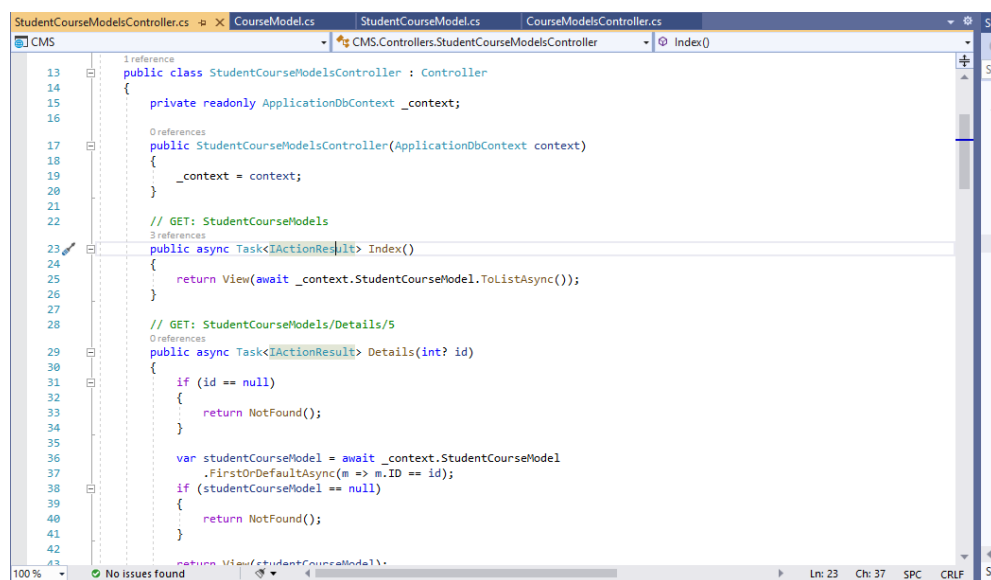 StudentCourseModelsController.cs CourseModel.cs StudentCourseModel.cs CourseModelsController.cs
CMS CMS.Controllers.StudentCourseModelsController Index()
1 reference
13 public class StudentCourseModelsController : Controller
14 {
15 private readonly ApplicationDbContext _context;
16
0 references
17 public StudentCourseModelsController(ApplicationDbContext context)
18 {
19 _context = context;
20 }
21
22 // GET: StudentCourseModels
3 references
23 public async Task<IActionResult> Index()
24 {
25 return View(await _context.StudentCourseModel.ToListAsync());
26 }
27
28 // GET: StudentCourseModels/Details/5
0 references
29 public async Task<IActionResult> Details(int? id)
30 {
31 if (id == null)
32 {
33 return NotFound();
34 }
35
36 var studentCourseModel = await _context.StudentCourseModel
37 .FirstOrDefaultAsync(m => m.ID == id);
38 if (studentCourseModel == null)
39 {
40 return NotFound();
41 }
42
43 return View(studentCourseModel);
100 % No issues found Ln: 23 Ch: 37 SPC CRLF